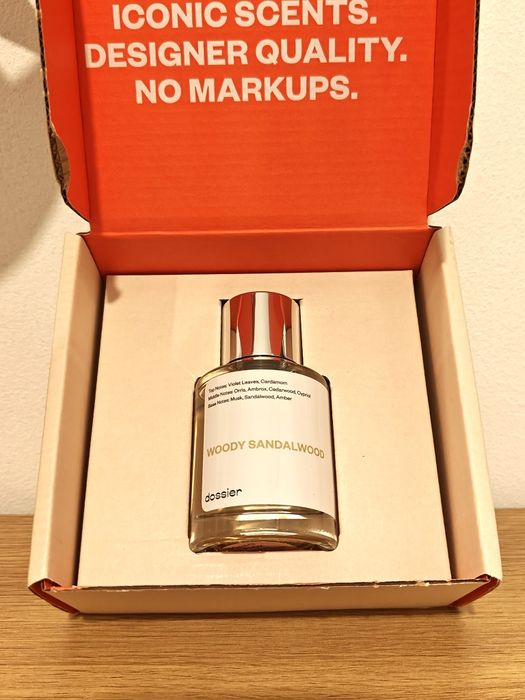 ICONIC SCENTS.
DESIGNER QUALITY.
NO MARKUPS.
Top Notes: Violet Leaves, Cardamom
Middle Notes: Orris, Ambrox, Cedarwood, Cypriol
Base Notes: Musk, Sandalwood, Amber
WOODY SANDALWOOD
dossier